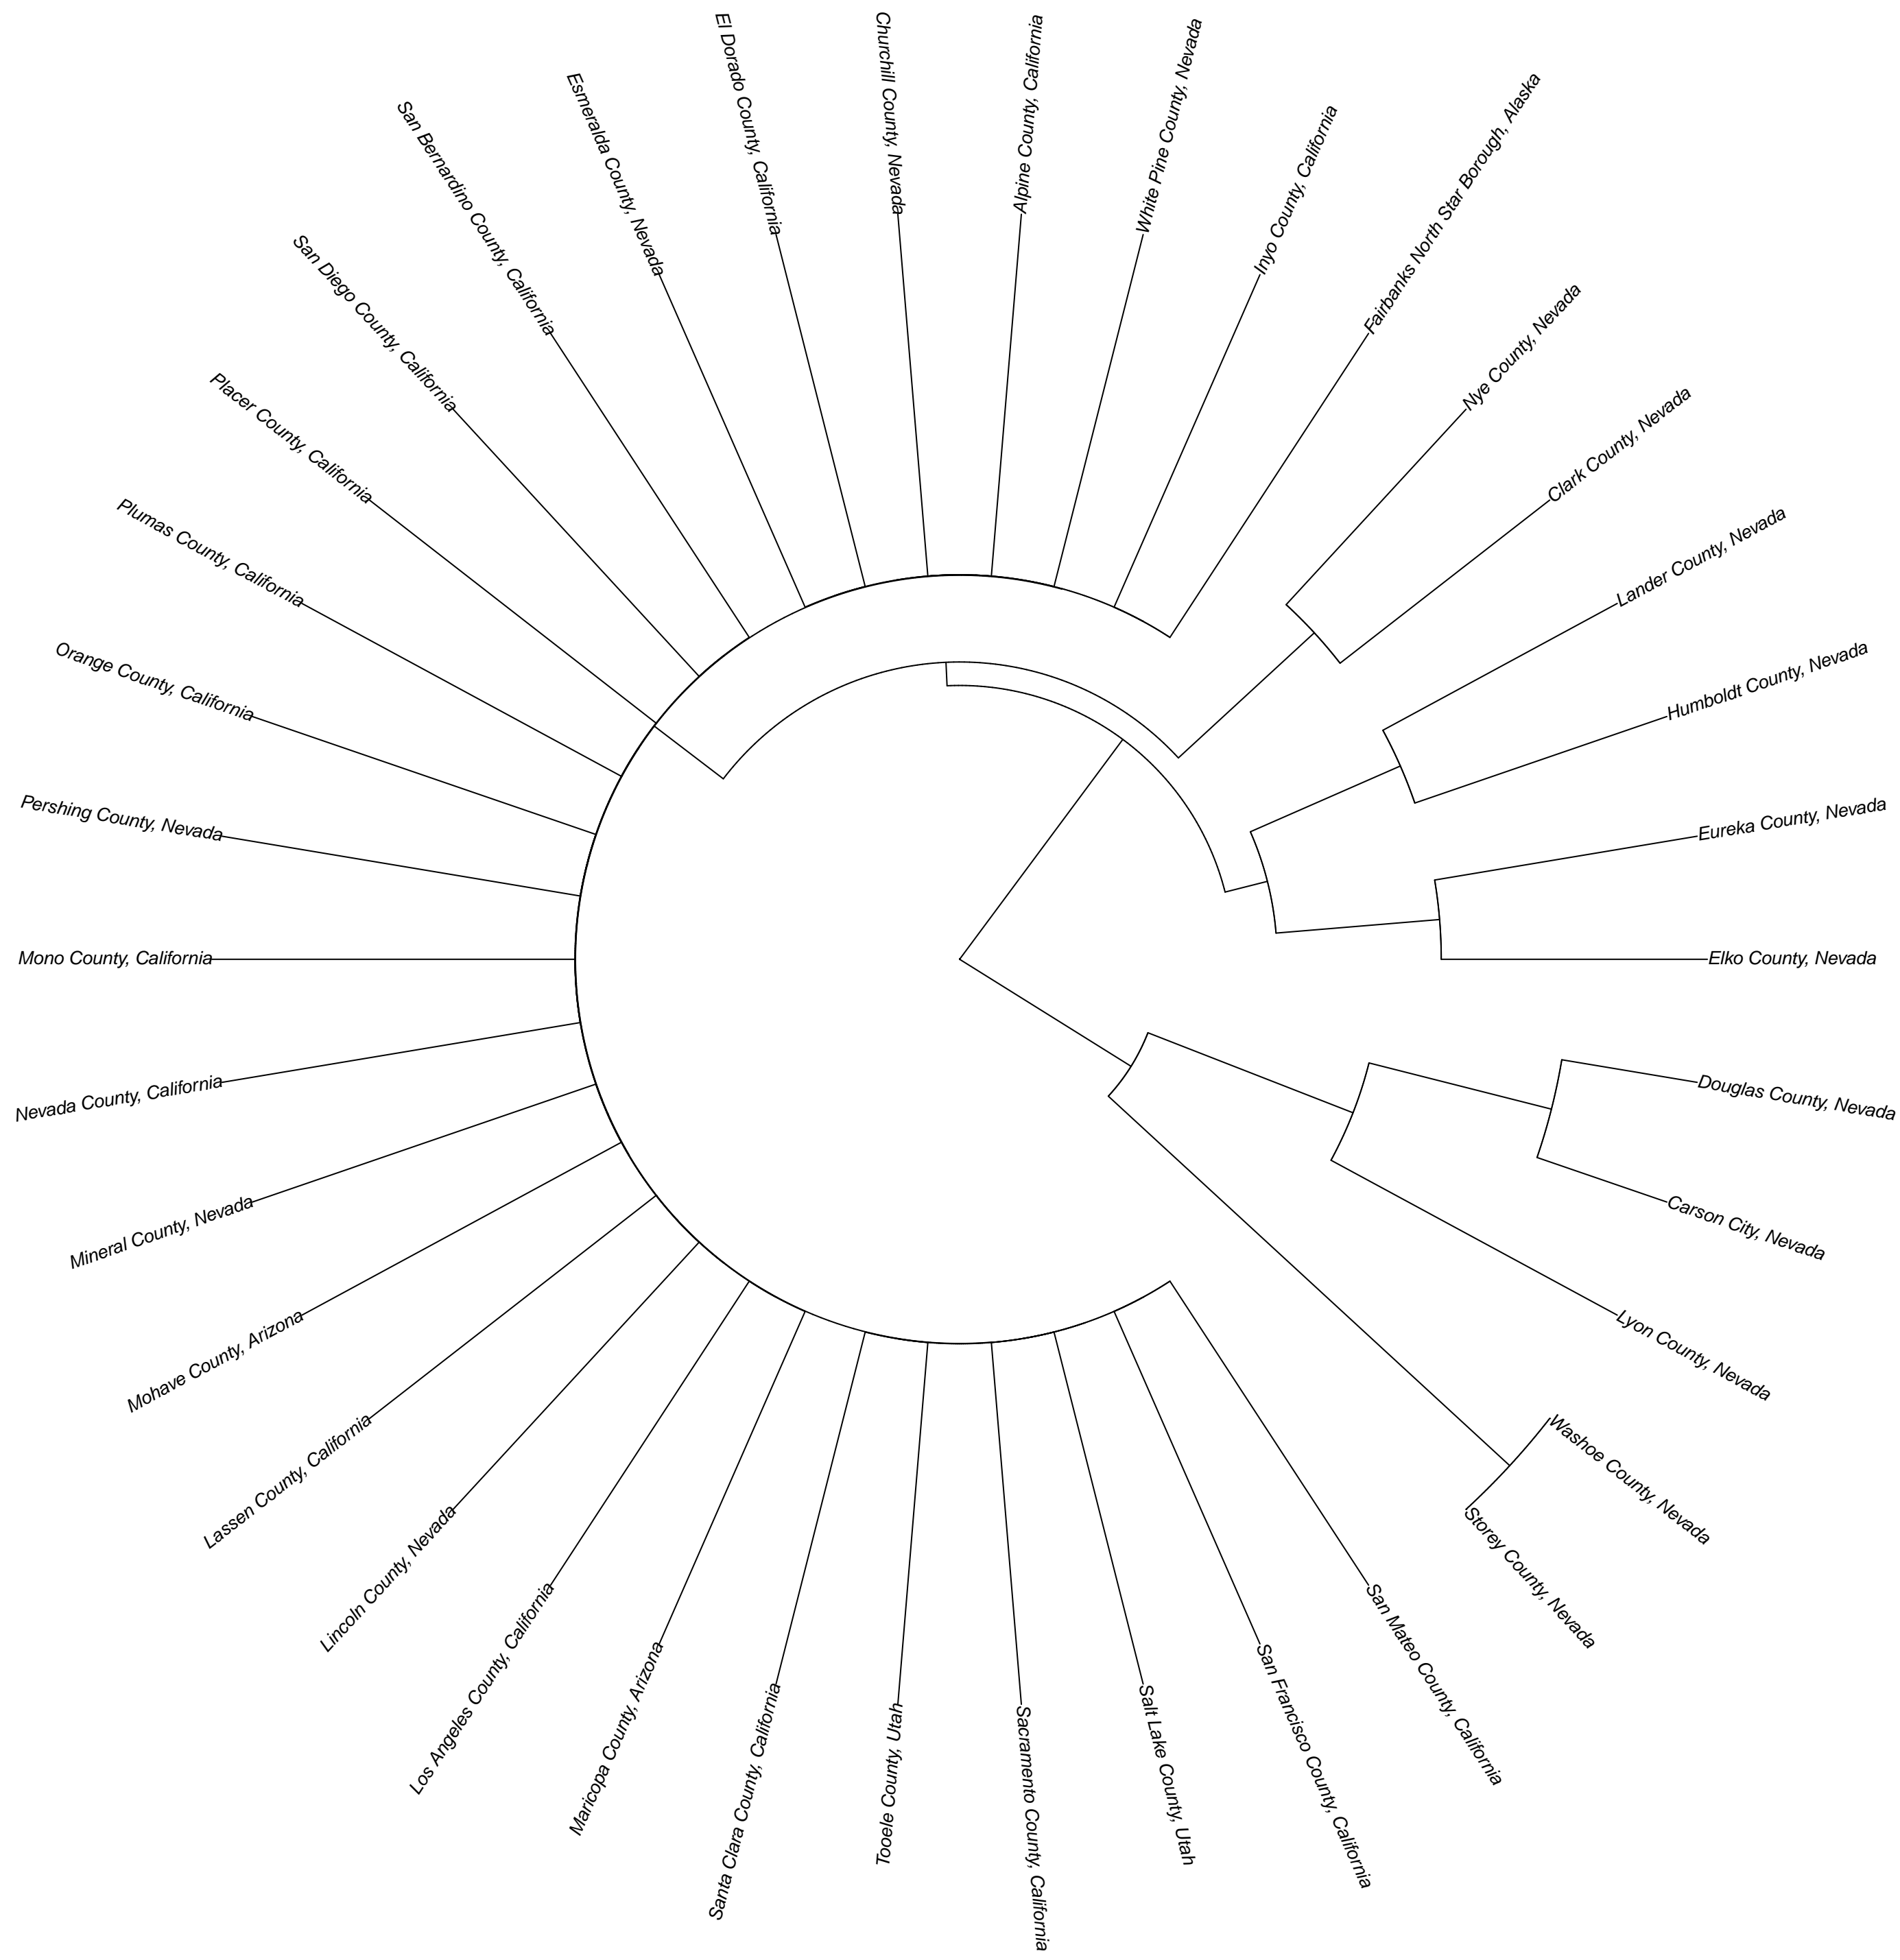 El Dorado County, California
Churchill County, Nevada
Alpine County, California
White Pine County, Nevada
Inyo County, California
Fairbanks North Star Borough, Alaska
Nye County, Nevada
Clark County, Nevada
Lander County, Nevada
Humboldt County, Nevada
Eureka County, Nevada
Elko County, Nevada
Douglas County, Nevada
Carson City, Nevada
Lyon County, Nevada
Washoe County, Nevada
Storey County, Nevada
San Mateo County, California
San Francisco County, California
Salt Lake County, Utah
Sacramento County, California
Tooele County, Utah
Santa Clara County, California
Maricopa County, Arizona
Los Angeles County, California
Lincoln County, Nevada
Lassen County, California
Mohave County, Arizona
Mineral County, Nevada
Nevada County, California
Mono County, California
Pershing County, Nevada
Orange County, California
Plumas County, California
Placer County, California
San Diego County, California
San Bernardino County, California
Esmeralda County, Nevada